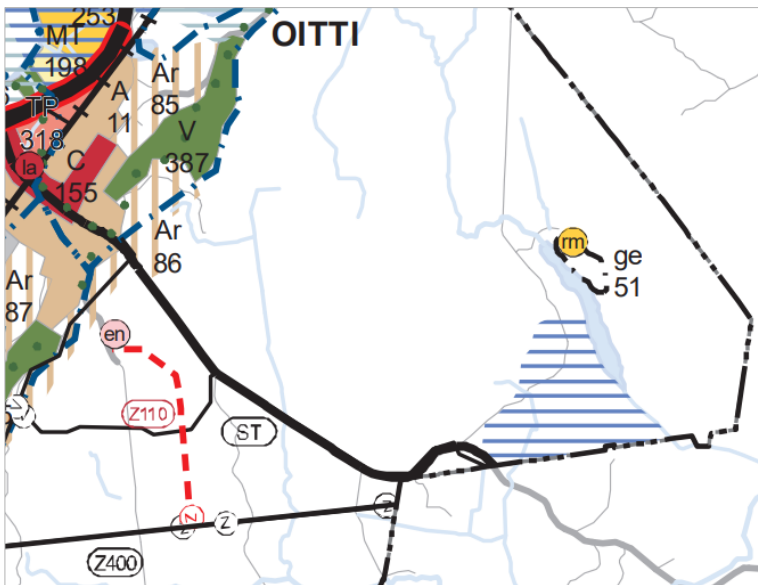 253
MT
198
OITTI
A
11
Ar
85
TP
318
V
387
la
C
155
Ar
86
Ar
87
rm
ge
51
en
Z110
ST
Z
Z
Z
Z
Z
Z400